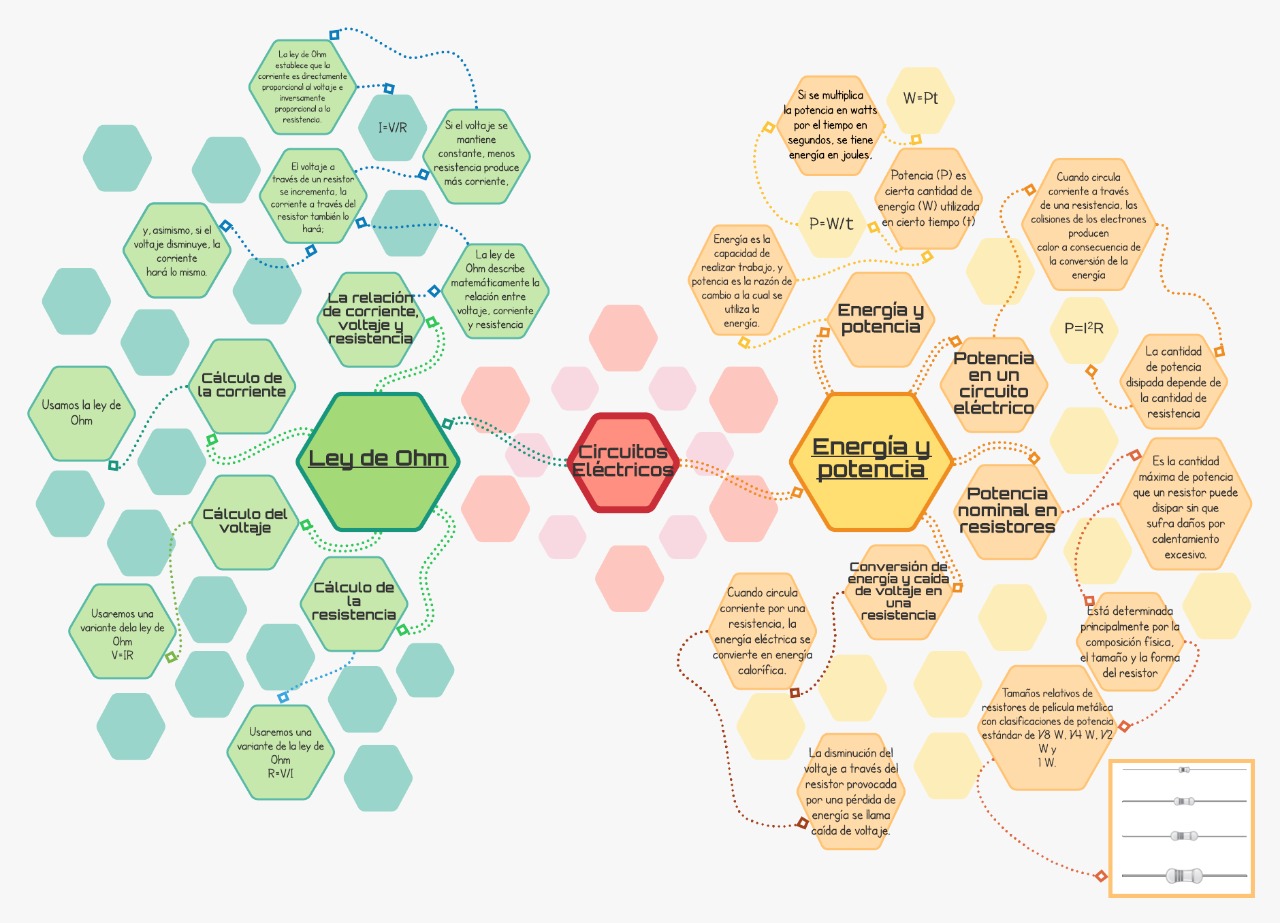 Circuitos
Eléctricos
Ley de Ohm
La relación
de corriente,
voltaje y
resistencia
La ley de
Ohm describe
matemáticamente la
relación entre
voltaje, corriente
y resistencia
El voltaje a
través de un resistor
se incrementa, la
corriente a través del
resistor también lo
hará;
y, asimismo, si el
voltaje disminuye, la
corriente
hará lo mismo.
Si el voltaje se
mantiene
constante, menos
resistencia produce
más corriente,
La ley de Ohm
establece que la
corriente es directamente
proporcional al voltaje e
inversamente
proporcional a la
resistencia.
I=V/R
Cálculo de
la corriente
Usamos la ley de
Ohm
Cálculo del
voltaje
Usaremos una
variante dela ley de
Ohm
V=IR
Cálculo de
la
resistencia
Usaremos una
variante de la ley de
Ohm
R=V/I
Energía y
potencia
Energía y
potencia
Energía es la
capacidad de
realizar trabajo, y
potencia es la razón de
cambio a la cual se
utiliza la
energía.
Potencia (P) es
cierta cantidad de
energía (W) utilizada
en cierto tiempo (t)
P=W/t
Si se multiplica
la potencia en watts
por el tiempo en
segundos, se tiene
energía en joules,
W=Pt
Potencia
en un
circuito
eléctrico
Cuando circula
corriente a través
de una resistencia, las
colisiones de los electrones
producen
calor a consecuencia de
la conversión de la
energía
La cantidad
de potencia
disipada depende de
la cantidad de
resistencia
P=I²R
Potencia
nominal en
resistores
Es la cantidad
máxima de potencia
que un resistor puede
disipar sin que
sufra daños por
calentamiento
excesivo.
Está determinada
principalmente por la
composición física,
el tamaño y la forma
del resistor
Tamaños relativos de
resistores de película metálica
con clasificaciones de potencia
estándar de 1/8 W, 1/4 W, 1/2
W y
1 W.
Conversión de
energía y caída
de voltaje en
una
resistencia
Cuando circula
corriente por una
resistencia, la
energía eléctrica se
convierte en energía
calorífica.
La disminución del
voltaje a través del
resistor provocada
por una pérdida de
energía se llama
caída de voltaje.